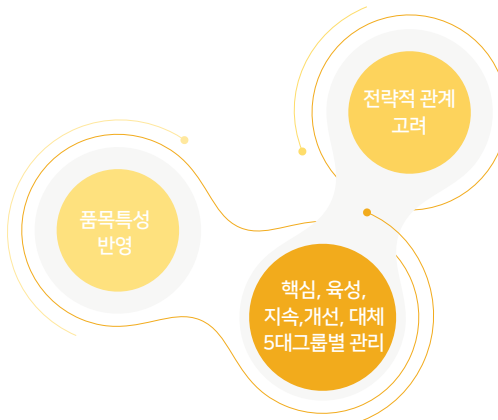 전략적 관계
고려
품목특성
반영
핵심, 육성,
지속,개선, 대체
5대그룹별 관리